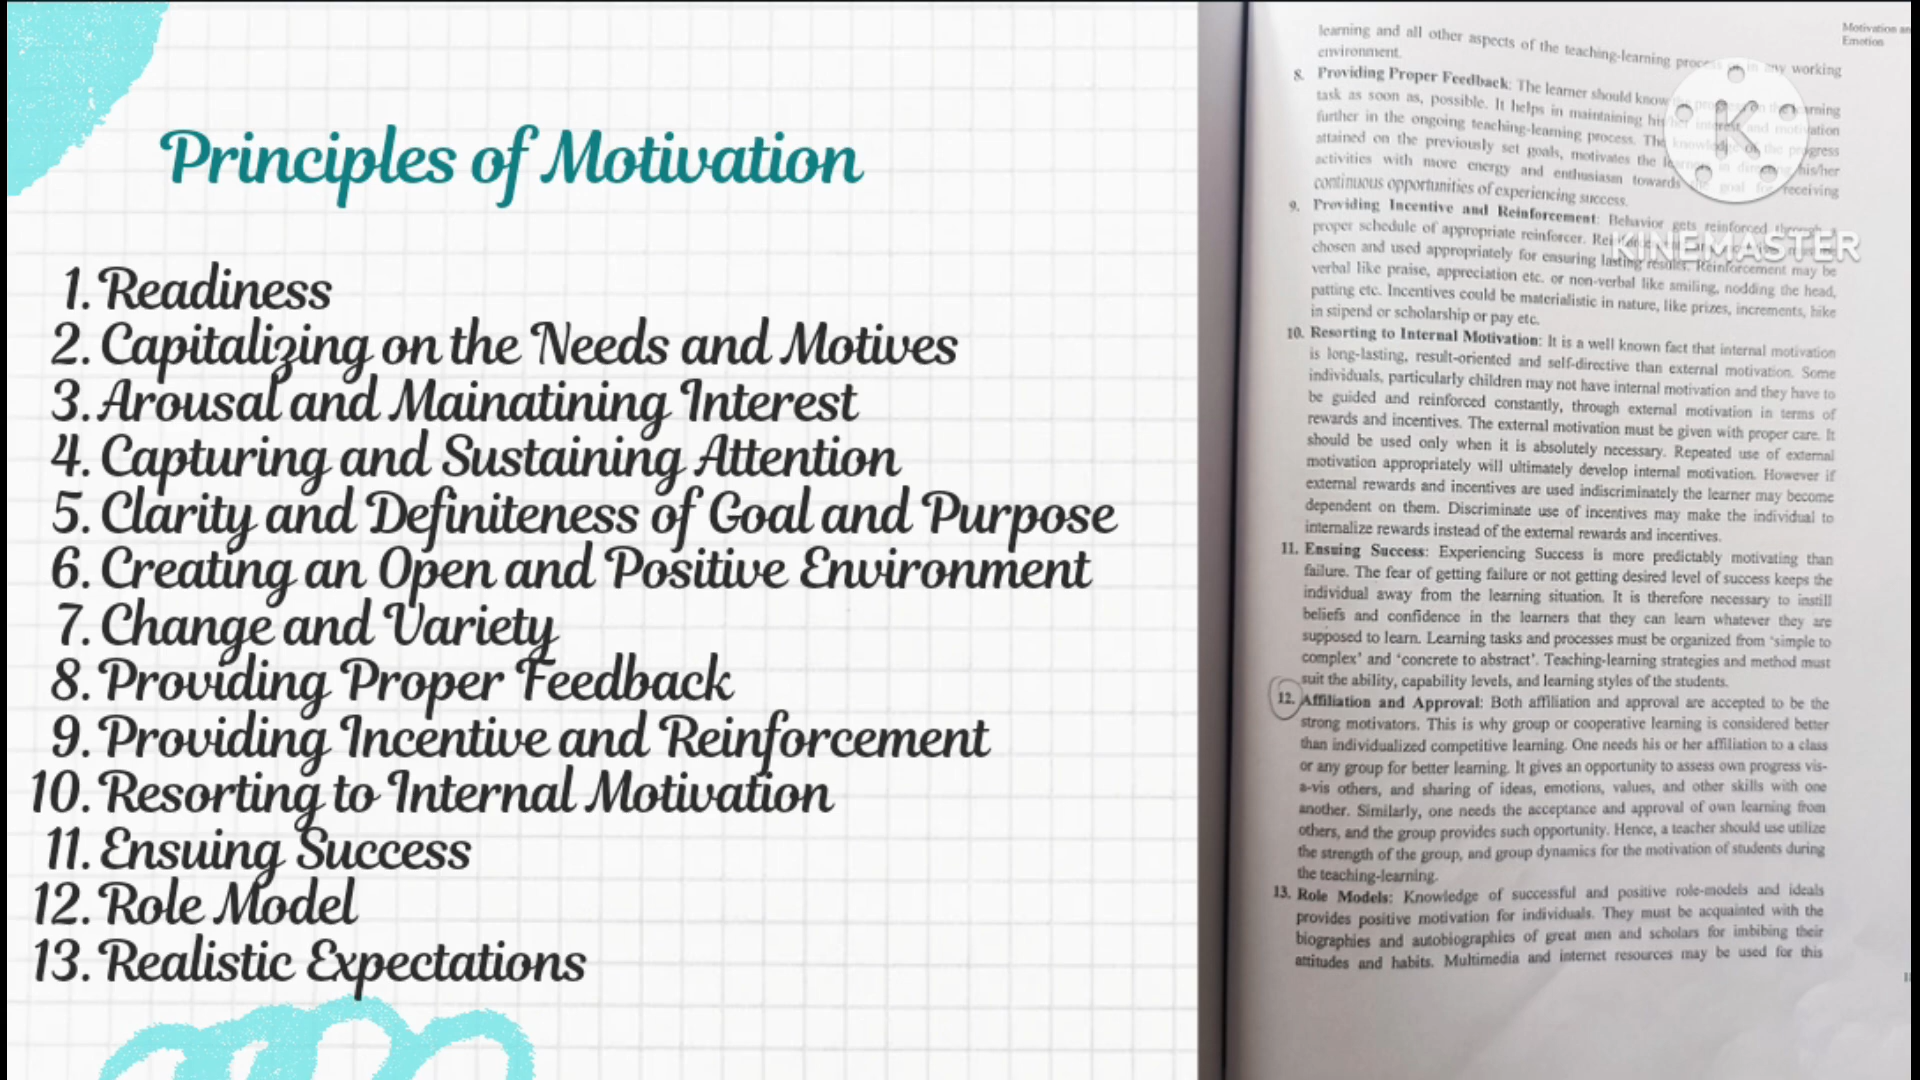 Principles of Motivation
1. Readiness
2. Capitalizing on the Needs and Motives
3. Arousal and Mainatining Interest
4. Capturing and Sustaining Attention
5. Clarity and Definiteness of Goal and Purpose
6. Creating an Open and Positive Environment
7. Change and Variety
8. Providing Proper Feedback
9. Providing Incentive and Reinforcement
10. Resorting to Internal Motivation
11. Ensuing Success
12. Role Model
13. Realistic Expectations
Motivation
Emotion
learning and all other aspects of the teaching-learning any working
environment.
8. Providing Proper Feedback: The learner should know the learning
task as soon as, possible. It helps in maintaining his/her interest and motivation
further in the ongoing teaching-learning process. The knowledge of the progress
attained on the previously set goals, motivates the his/her
activities with more energy and enthusiasm towards goal for receiving
continuous opportunities of experiencing success.
9. Providing Incentive and Reinforcement: Behavior gets reinforced
proper schedule of appropriate reinforcer.
chosen and used appropriately for ensuring lasting results. Reinforcement may be
verbal like praise, appreciation etc. or non-verbal like smiling, nodding the head,
patting etc. Incentives could be materialistic in nature, like prizes, increments, hike
in stipend or scholarship or pay etc.
10. Resorting to Internal Motivation: It is a well known fact that internal motivation
is long-lasting, result-oriented and self-directive than external motivation. Some
individuals, particularly children may not have internal motivation and they have to
be guided and reinforced constantly, through external motivation in terms of
rewards and incentives. The external motivation must be given with proper care. It
should be used only when it is absolutely necessary. Repeated use of external
motivation appropriately will ultimately develop internal motivation. However if
external rewards and incentives are used indiscriminately the learner may become
dependent on them. Discriminate use of incentives may make the individual to
internalize rewards instead of the external rewards and incentives.
11. Ensuing Success: Experiencing Success is more predictably motivating than
failure. The fear of getting failure or not getting desired level of success keeps the
individual away from the learning situation. It is therefore necessary to instill
beliefs and confidence in the learners that they can learn whatever they are
supposed to learn. Learning tasks and processes must be organized from 'simple to
complex' and 'concrete to abstract'. Teaching-learning strategies and method must
suit the ability, capability levels, and learning styles of the students.
12. Affiliation and Approval: Both affiliation and approval are accepted to be the
strong motivators. This is why group or cooperative learning is considered better
than individualized competitive learning. One needs his or her affiliation to a class
or any group for better learning. It gives an opportunity to assess own progress vis-
a-vis others, and sharing of ideas, emotions, values, and other skills with one
another. Similarly, one needs the acceptance and approval of own learning from
others, and the group provides such opportunity. Hence, a teacher should use utilize
the strength of the group, and group dynamics for the motivation of students during
the teaching-learning.
13. Role Models: Knowledge of successful and positive role-models and ideals
provides positive motivation for individuals. They must be acquainted with the
biographies and autobiographies of great men and scholars for imbibing their
attitudes and habits. Multimedia and internet resources may be used for this
K
KINEMASTER